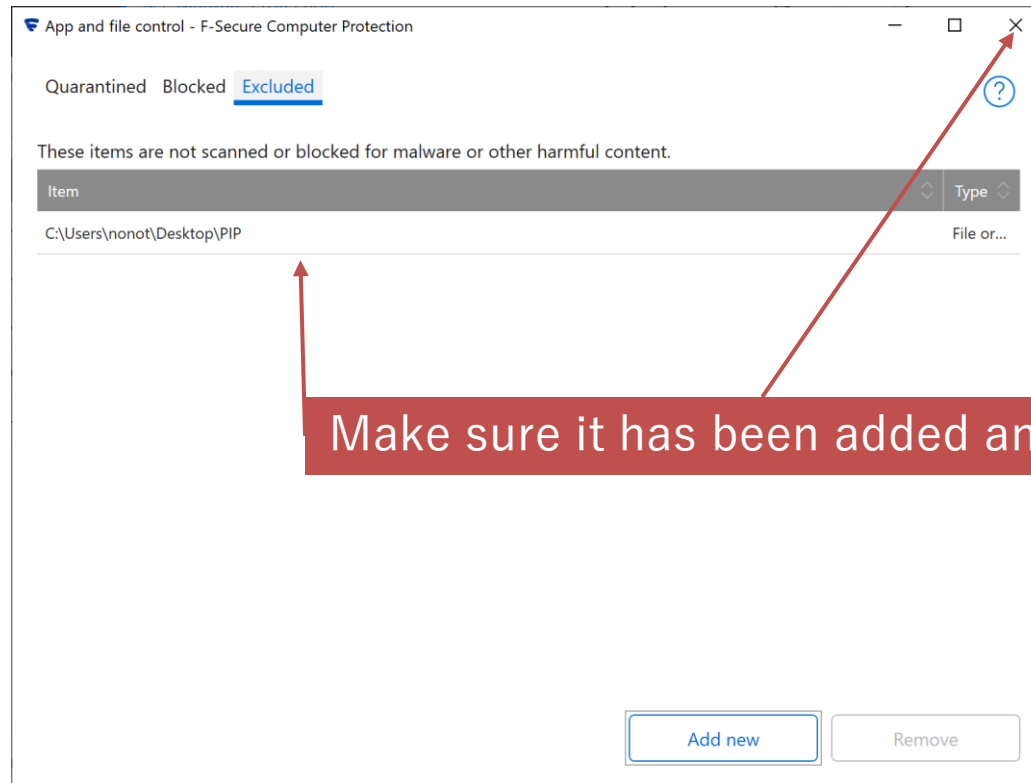 App and file control - F-Secure Computer Protection
Quarantined Blocked Excluded
?
These items are not scanned or blocked for malware or other harmful content.
Item Type
C:\Users\nonot\Desktop\PIP File or...
Make sure it has been added an
Add new Remove